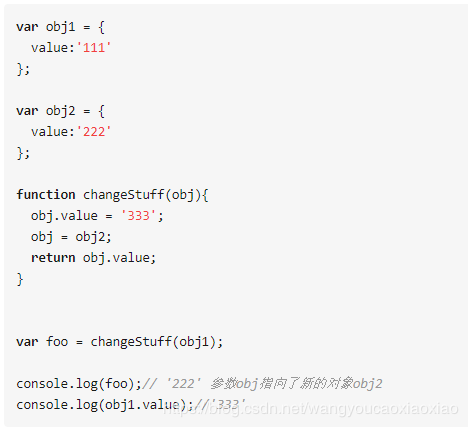 var obj1 = {
  value:'111'
};
var obj2 = {
  value:'222'
};
function changeStuff(obj){
  obj.value = '333';
  obj = obj2;
  return obj.value;
}
var foo = changeStuff(obj1);
console.log(foo);// '222' 参数obj指向了新的对象obj2
console.log(obj1.value);//'333'
https://blog.csdn.net/wangyoucaoxiaoxiao